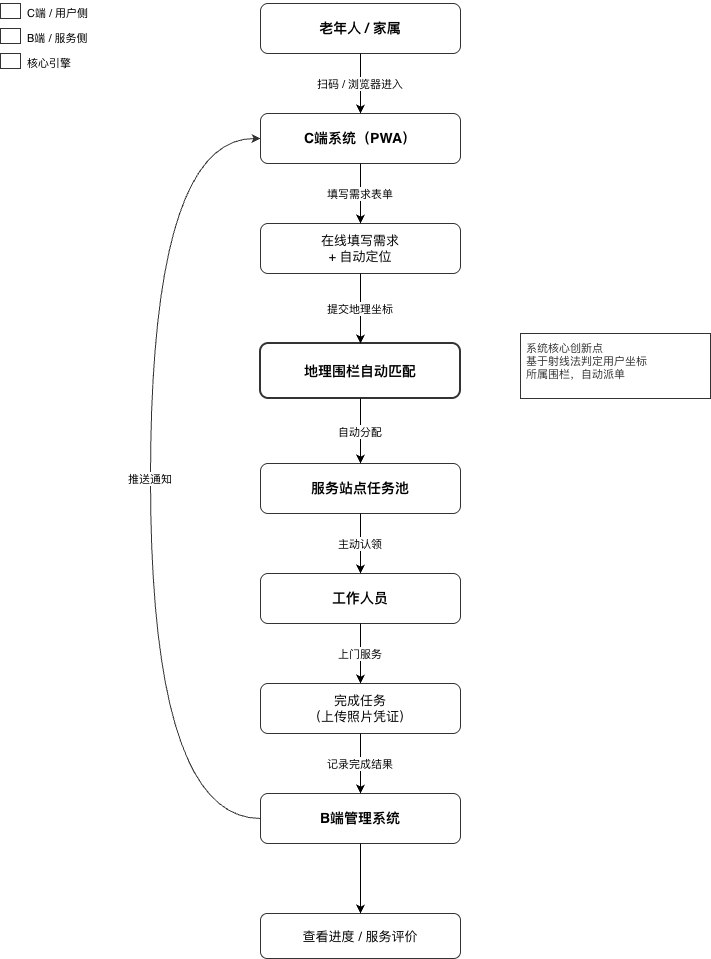 C端 / 用户侧
B端 / 服务侧
核心引擎
老年人 / 家属
扫码 / 浏览器进入
C端系统（PWA）
填写需求表单
在线填写需求
+ 自动定位
提交地理坐标
地理围栏自动匹配
系统核心创新点
基于射线法判定用户坐标
所属围栏，自动派单
自动分配
服务站点任务池
推送通知
主动认领
工作人员
上门服务
完成任务
（上传照片凭证）
记录完成结果
B端管理系统
查看进度 / 服务评价